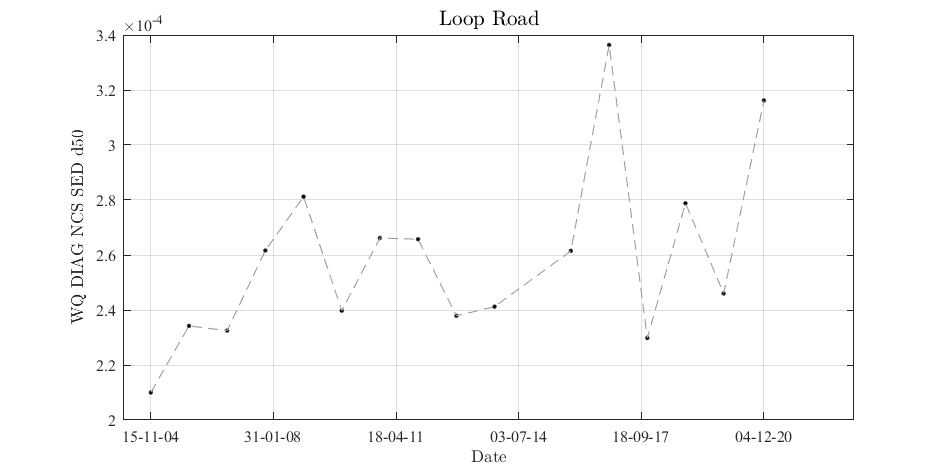 Loop Road
×10-4
3.4
3.2
3
2.8
2.6
2.4
2.2
2
WQ DIAG NCS SED d50
15-11-04 31-01-08 18-04-11 03-07-14 18-09-17 04-12-20
Date